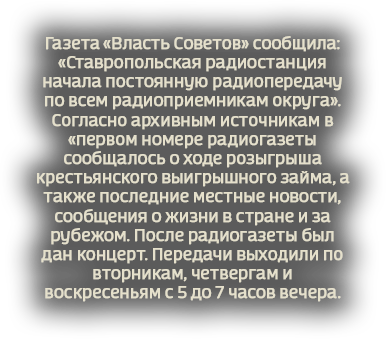 Газета «Власть Советов» сообщила:
«Ставропольская радиостанция
начала постоянную радиопередачу
по всем радиоприемникам округа».
Согласно архивным источникам в
«первом номере радиогазеты
сообщалось о ходе розыгрыша
крестьянского выигрышного займа, а
также последние местные новости,
сообщения о жизни в стране и за
рубежом. После радиогазеты был
дан концерт. Передачи выходили по
вторникам, четвергам и
воскресеньям с 5 до 7 часов вечера.